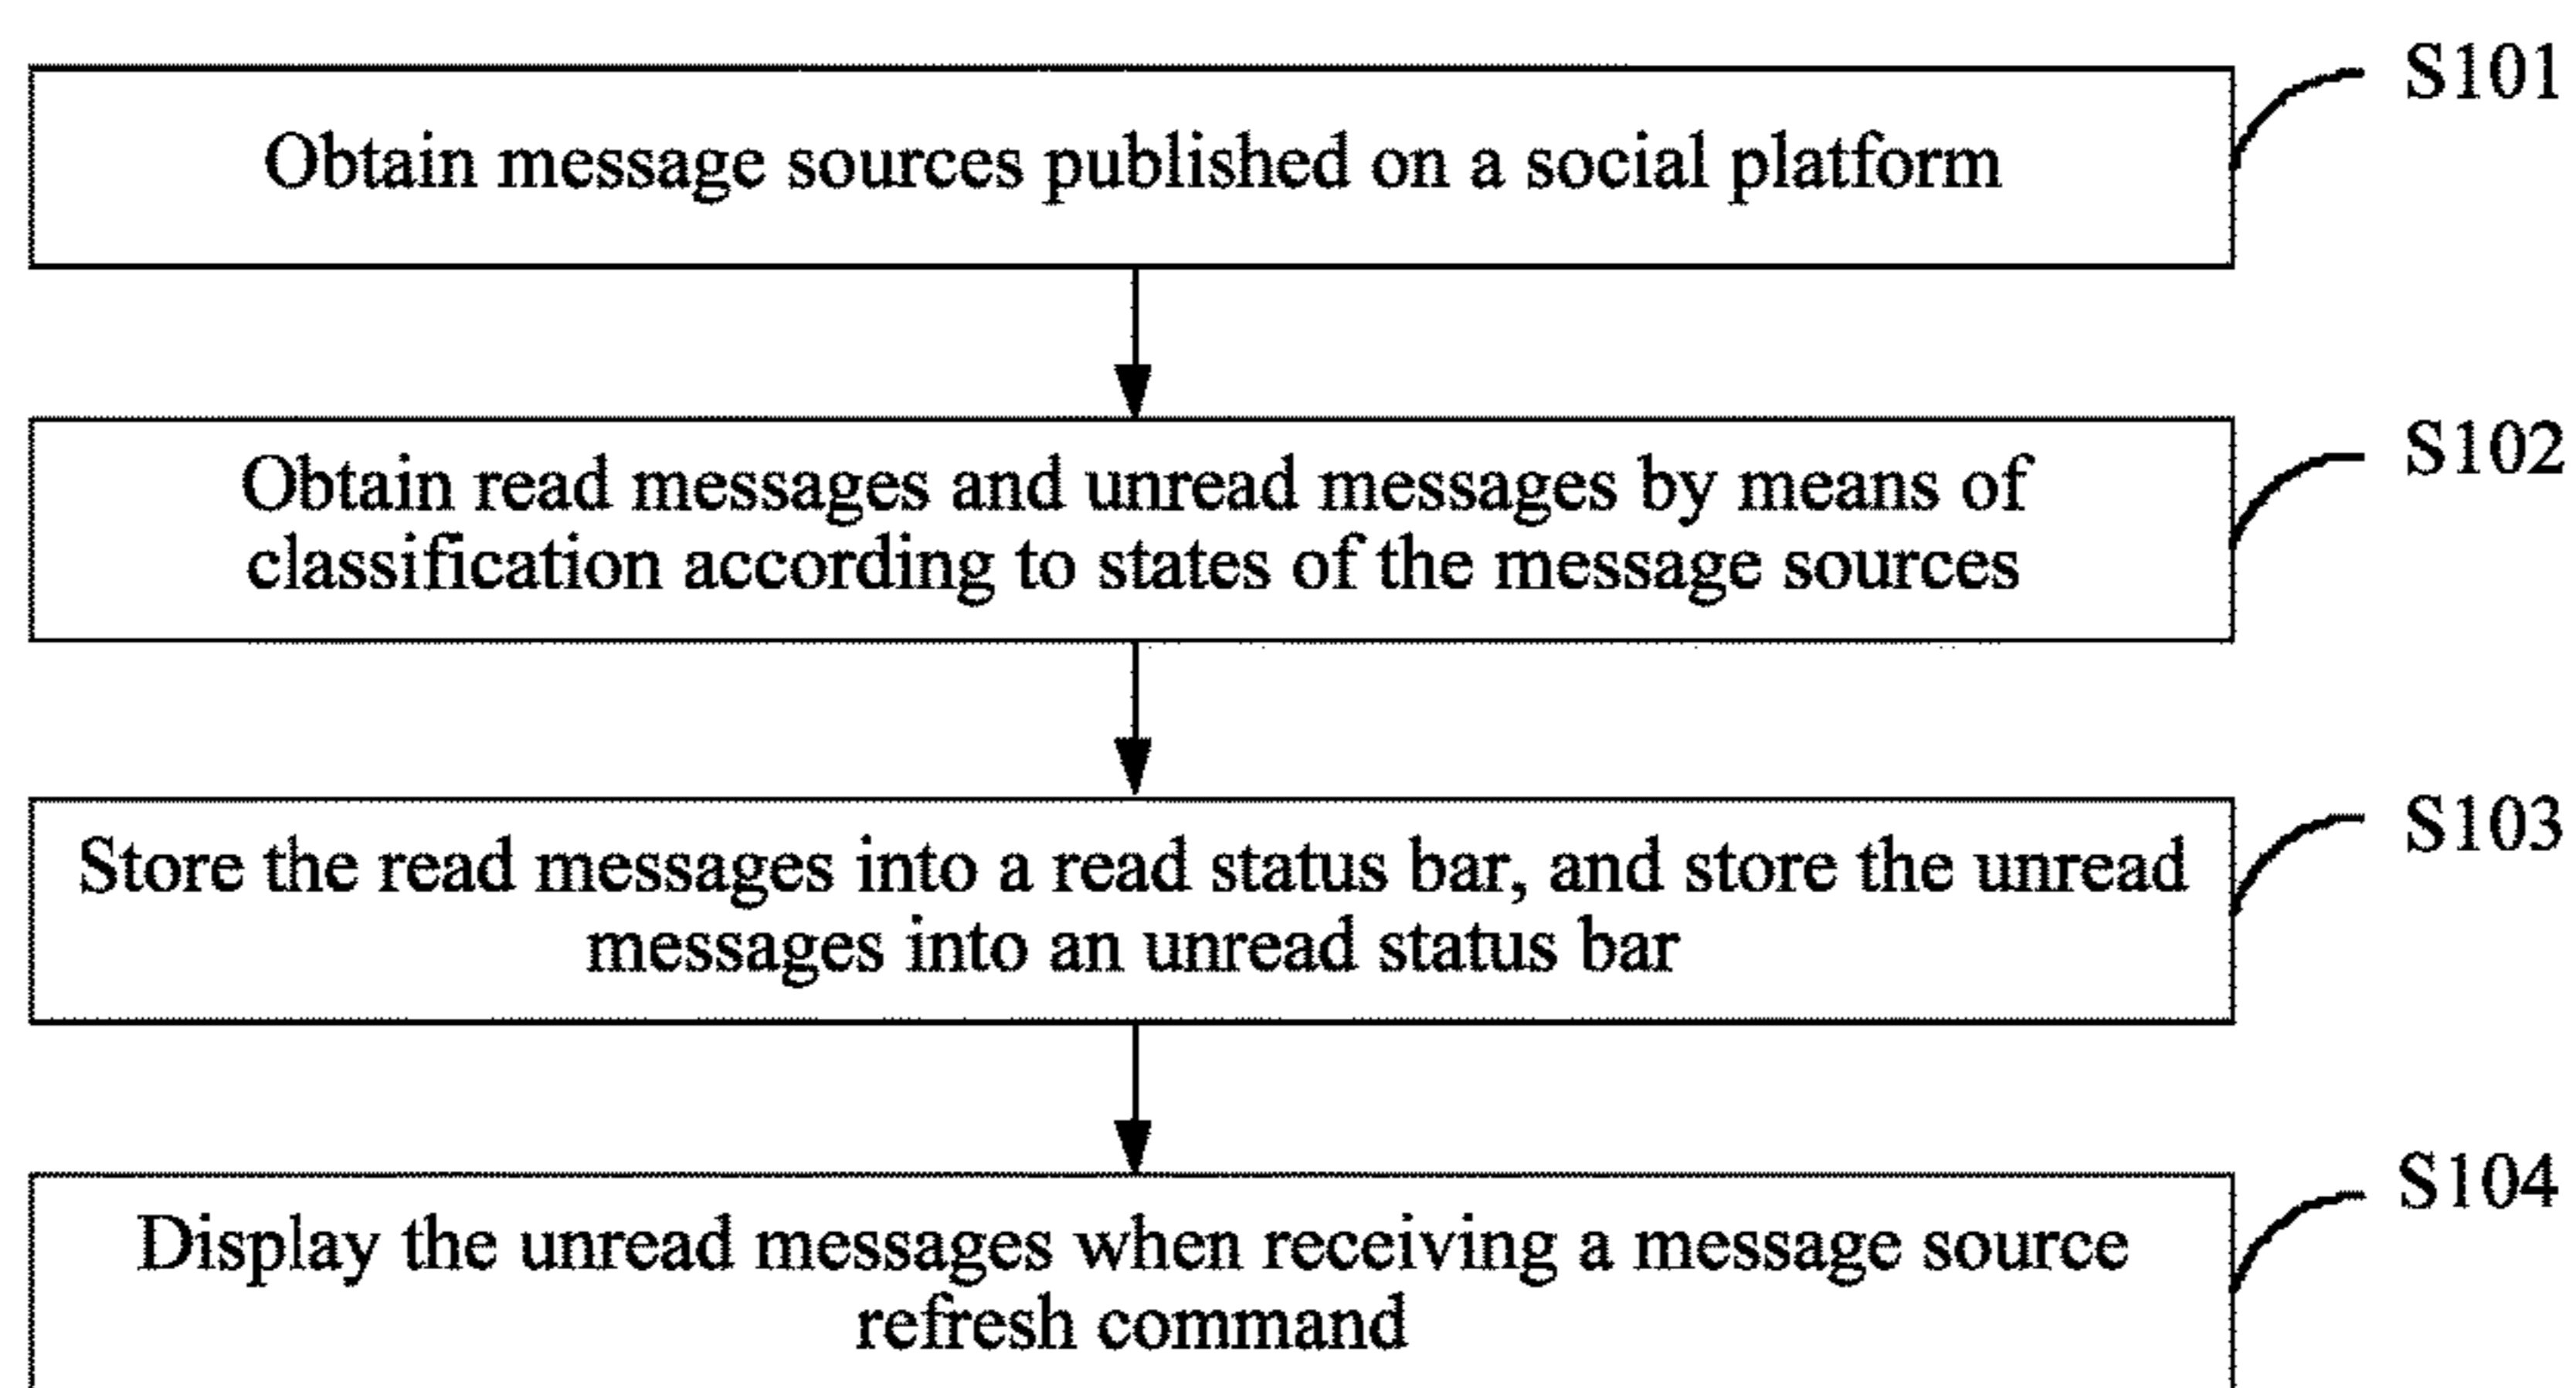 S101
Obtain message sources published on a social platform
S102
Obtain read messages and unread messages by means of
classification according to states of the message sources
S103
Store the read messages into a read status bar, and store the unread
messages into an unread status bar
S104
Display the unread messages when receiving a message source
refresh command